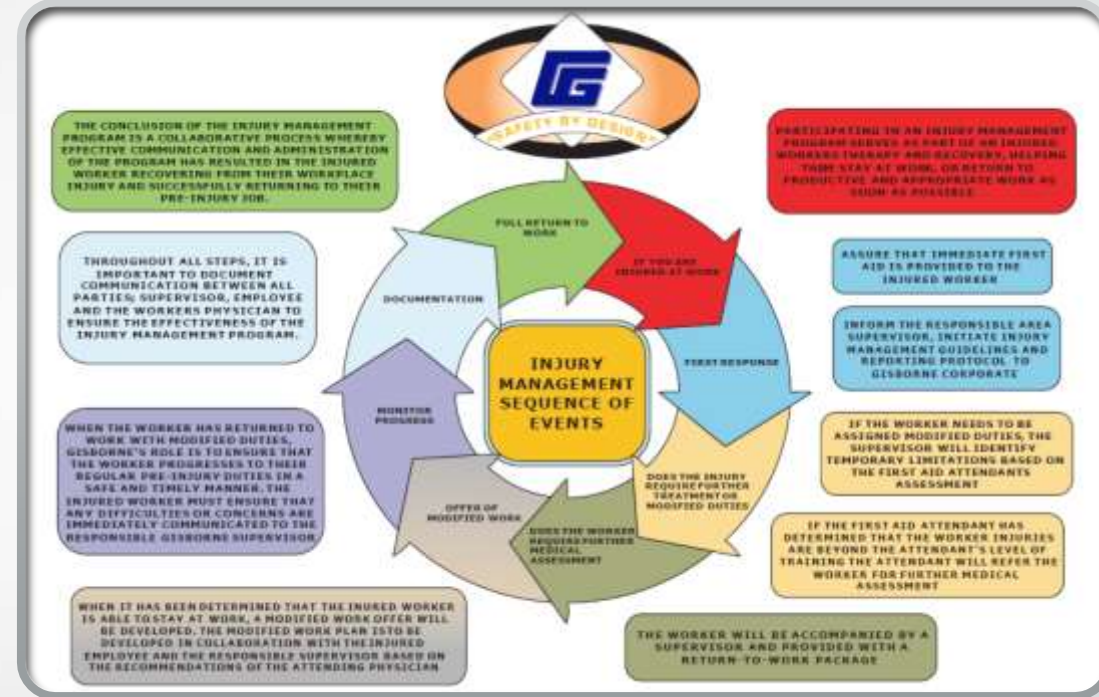 "SAFETY BY DESIGN"
THE CONCLUSION OF THE INJURY MANAGEMENT
PROGRAM IS A COLLABORATIVE PROCESS WHEREBY
EFFECTIVE COMMUNICATION AND ADMINISTRATION
OF THE PROGRAM HAS RESULTED IN THE INJURED
WORKER RECOVERING FROM THEIR WORKPLACE
INJURY AND SUCCESSFULLY RETURNING TO THEIR
PRE-INJURY JOB.
PARTICIPATING IN AN INJURY MANAGEMENT
PROGRAM SERVES AS PART OF AN INJURED
WORKERS THERAPY AND RECOVERY, HELPING
THEM STAY AT WORK, OR RETURN TO
PRODUCTIVE AND APPROPRIATE WORK AS
SOON AS POSSIBLE.
FULL RETURN TO
WORK
IF YOU ARE
INJURED AT WORK
THROUGHOUT ALL STEPS, IT IS
IMPORTANT TO DOCUMENT
COMMUNICATION BETWEEN ALL
PARTIES; SUPERVISOR, EMPLOYEE
AND THE WORKERS PHYSICIAN TO
ENSURE THE EFFECTIVENESS OF THE
INJURY MANAGEMENT PROGRAM.
DOCUMENTATION
ASSURE THAT IMMEDIATE FIRST
AID IS PROVIDED TO THE
INJURED WORKER
INFORM THE RESPONSIBLE AREA
SUPERVISOR, INITIATE INJURY
MANAGEMENT GUIDELINES AND
REPORTING PROTOCOL TO
GISBORNE CORPORATE
FIRST RESPONSE
INJURY
MANAGEMENT
SEQUENCE OF
EVENTS
MONITOR
PROGRESS
WHEN THE WORKER HAS RETURNED TO
WORK WITH MODIFIED DUTIES,
GISBORNE'S ROLE IS TO ENSURE THAT
THE WORKER PROGRESSES TO THEIR
REGULAR PRE-INJURY DUTIES IN A
SAFE AND TIMELY MANNER. THE
INJURED WORKER MUST ENSURE THAT
ANY DIFFICULTIES OR CONCERNS ARE
IMMEDIATELY COMMUNICATED TO THE
RESPONSIBLE GISBORNE SUPERVISOR
IF THE WORKER NEEDS TO BE
ASSIGNED MODIFIED DUTIES, THE
SUPERVISOR WILL IDENTIFY
TEMPORARY LIMITATIONS BASED ON
THE FIRST AID ATTENDANTS
ASSESSMENT
DOES THE INJURY
REQUIRE FURTHER
TREATMENT OR
MODIFIED DUTIES
OFFER OF
MODIFIED WORK
DOES THE WORKER
REQUIRE FURTHER
MEDICAL
ASSESSMENT
IF THE FIRST AID ATTENDANT HAS
DETERMINED THAT THE WORKER INJURIES
ARE BEYOND THE ATTENDANT'S LEVEL OF
TRAINING THE ATTENDANT WILL REFER THE
WORKER FOR FURTHER MEDICAL
ASSESSMENT
WHEN IT HAS BEEN DETERMINED THAT THE INURED WORKER
IS ABLE TO STAY AT WORK, A MODIFIED WORK OFFER WILL
BE DEVELOPED. THE MODIFIED WORK PLAN ISTO BE
DEVELOPED IN COLLABORATION WITH THE INJURED
EMPLOYEE AND THE RESPONSIBLE SUPERVISOR BASED ON
THE RECOMMENDATIONS OF THE ATTENDING PHYSICIAN
THE WORKER WILL BE ACCOMPANIED BY A
SUPERVISOR AND PROVIDED WITH A
RETURN-TO-WORK PACKAGE